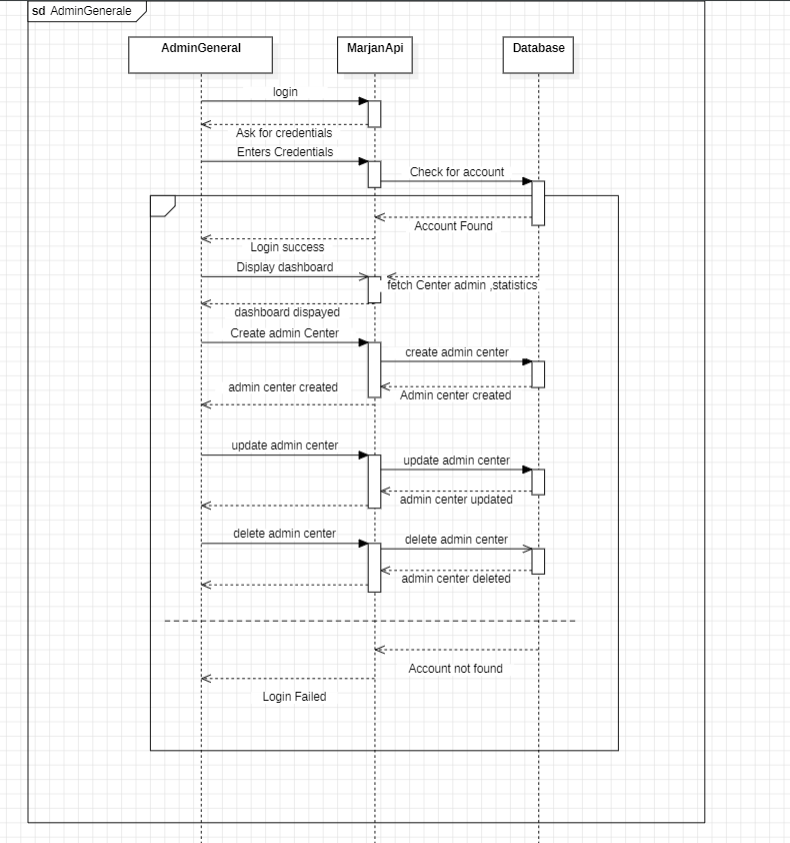 sd AdminGenerale
AdminGeneral
MarjanApi
Database
login
Ask for credentials
Enters Credentials
Check for account
Account Found
Login success
Display dashboard
fetch Center admin ,statistics
dashboard dispayed
Create admin Center
create admin center
admin center created
Admin center created
update admin center
update admin center
admin center updated
delete admin center
delete admin center
admin center deleted
Account not found
Login Failed